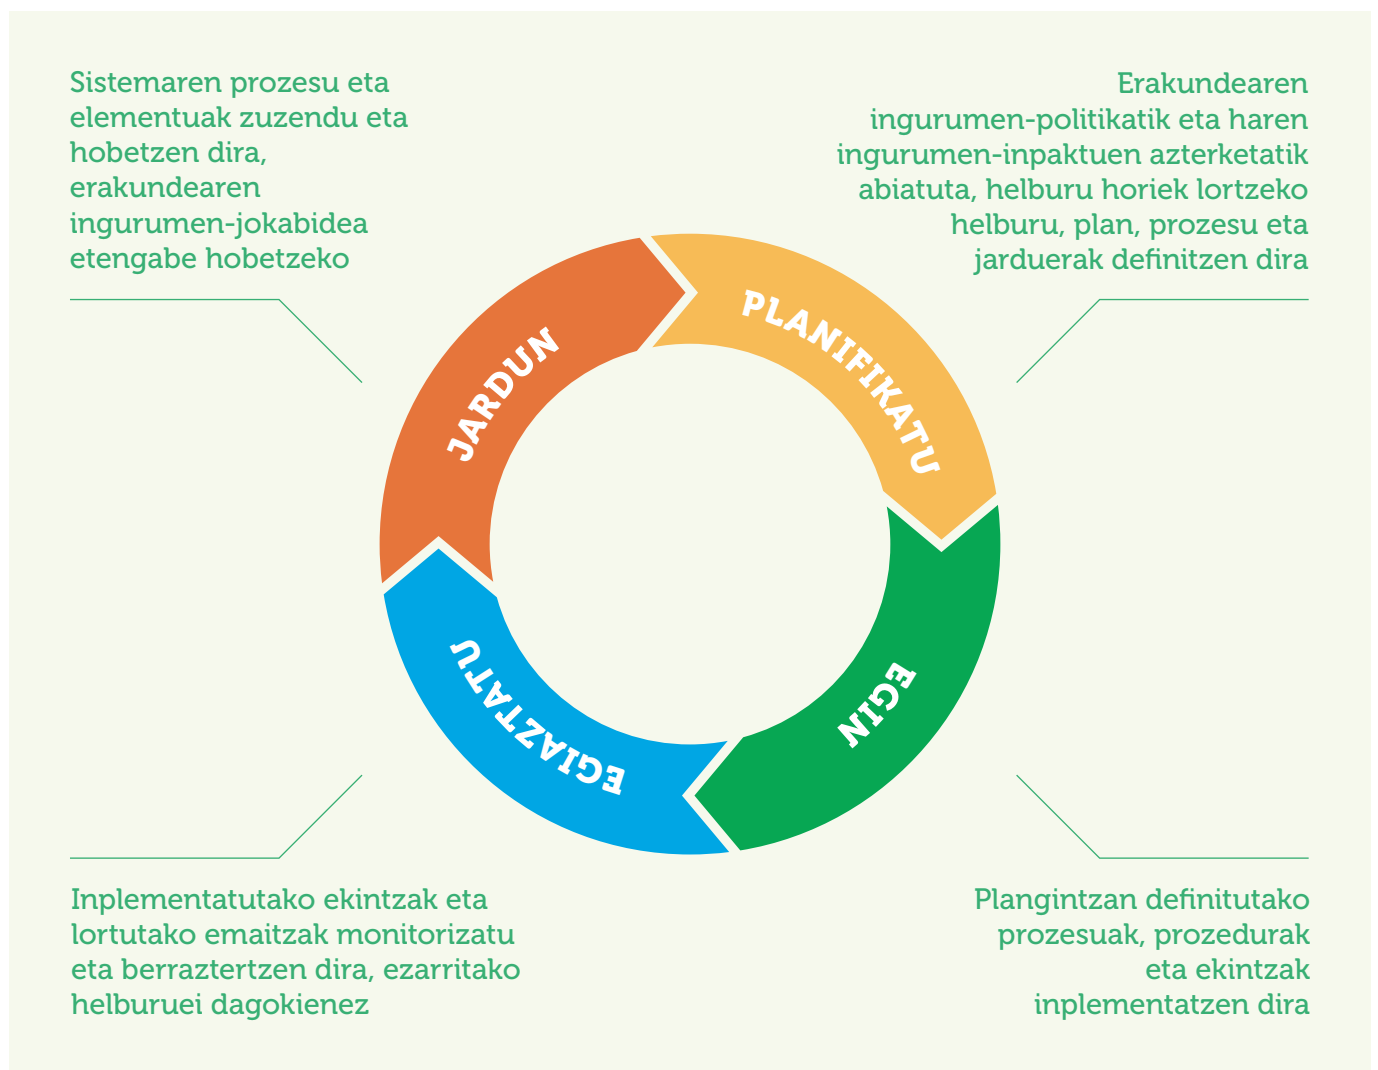 Sistemaren prozesu eta
elementuak zuzendu eta
hobetzen dira,
erakundearen
ingurumen-jokabidea
etengabe hobetzeko
Erakundearen
ingurumen-politikatik eta haren
ingurumen-inpaktuen azterketatik
abiatuta, helburu horiek lortzeko
helburu, plan, prozesu eta
jarduerak definitzen dira
JARDUN
PLANIFIKATU
EGIAZTATU
EGIN
Inplementatutako ekintzak eta
lortutako emaitzak monitorizatu
eta berraztertzen dira, ezarritako
helburuei dagokienez
Plangintzan definitutako
prozesuak, prozedurak
eta ekintzak
inplementatzen dira